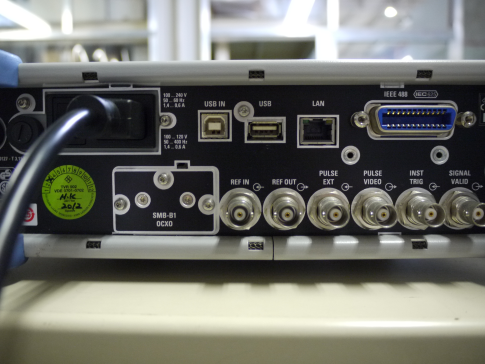 100 ... 240 V
50 ... 60 Hz
1.4 ... 0.6 A
100 ... 120 V
50 ... 400 Hz
1.4 ... 0.6 A
USB IN
USB
LAN
IEEE 488
2012
SMB-B1
OCXO
REF IN
REF OUT
PULSE
EXT
PULSE
VIDEO
INST
TRIG
SIGNAL
VALID